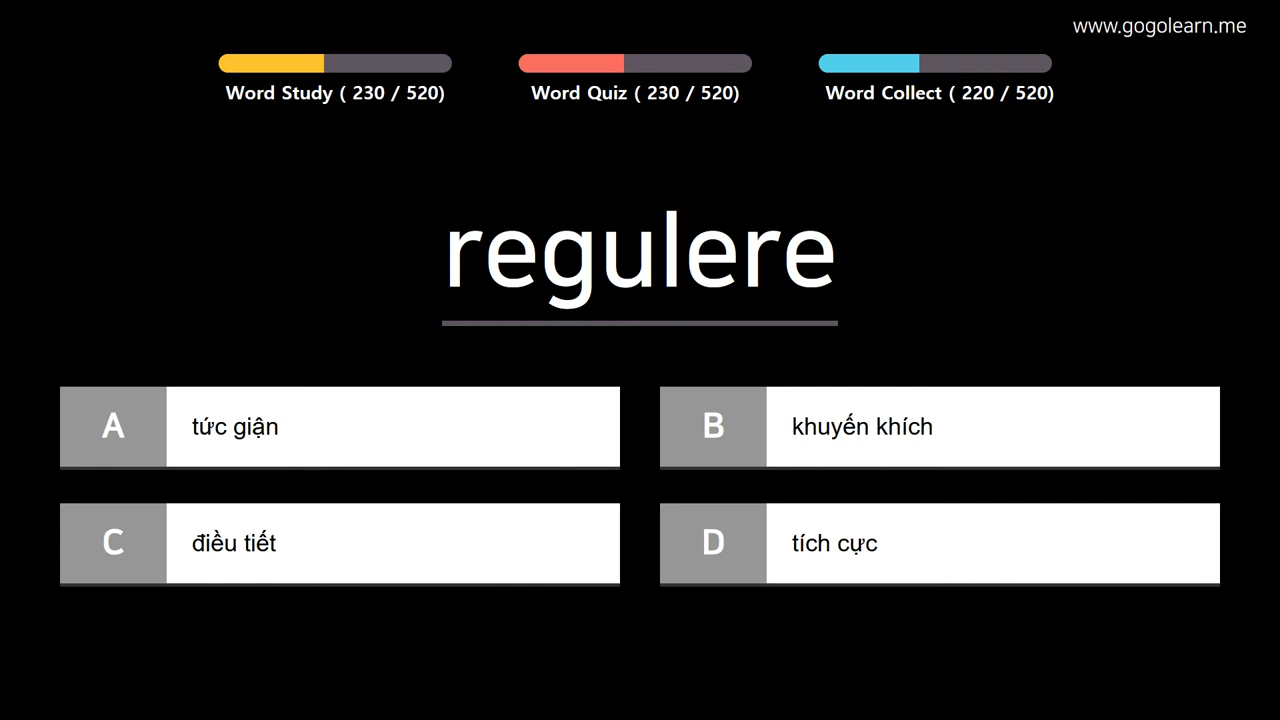 www.gogolearn.me
Word Study ( 230 / 520)
Word Quiz ( 230 / 520)
Word Collect ( 220 / 520)
regulere
A
tức giận
B
khuyến khích
C
điều tiết
D
tích cực